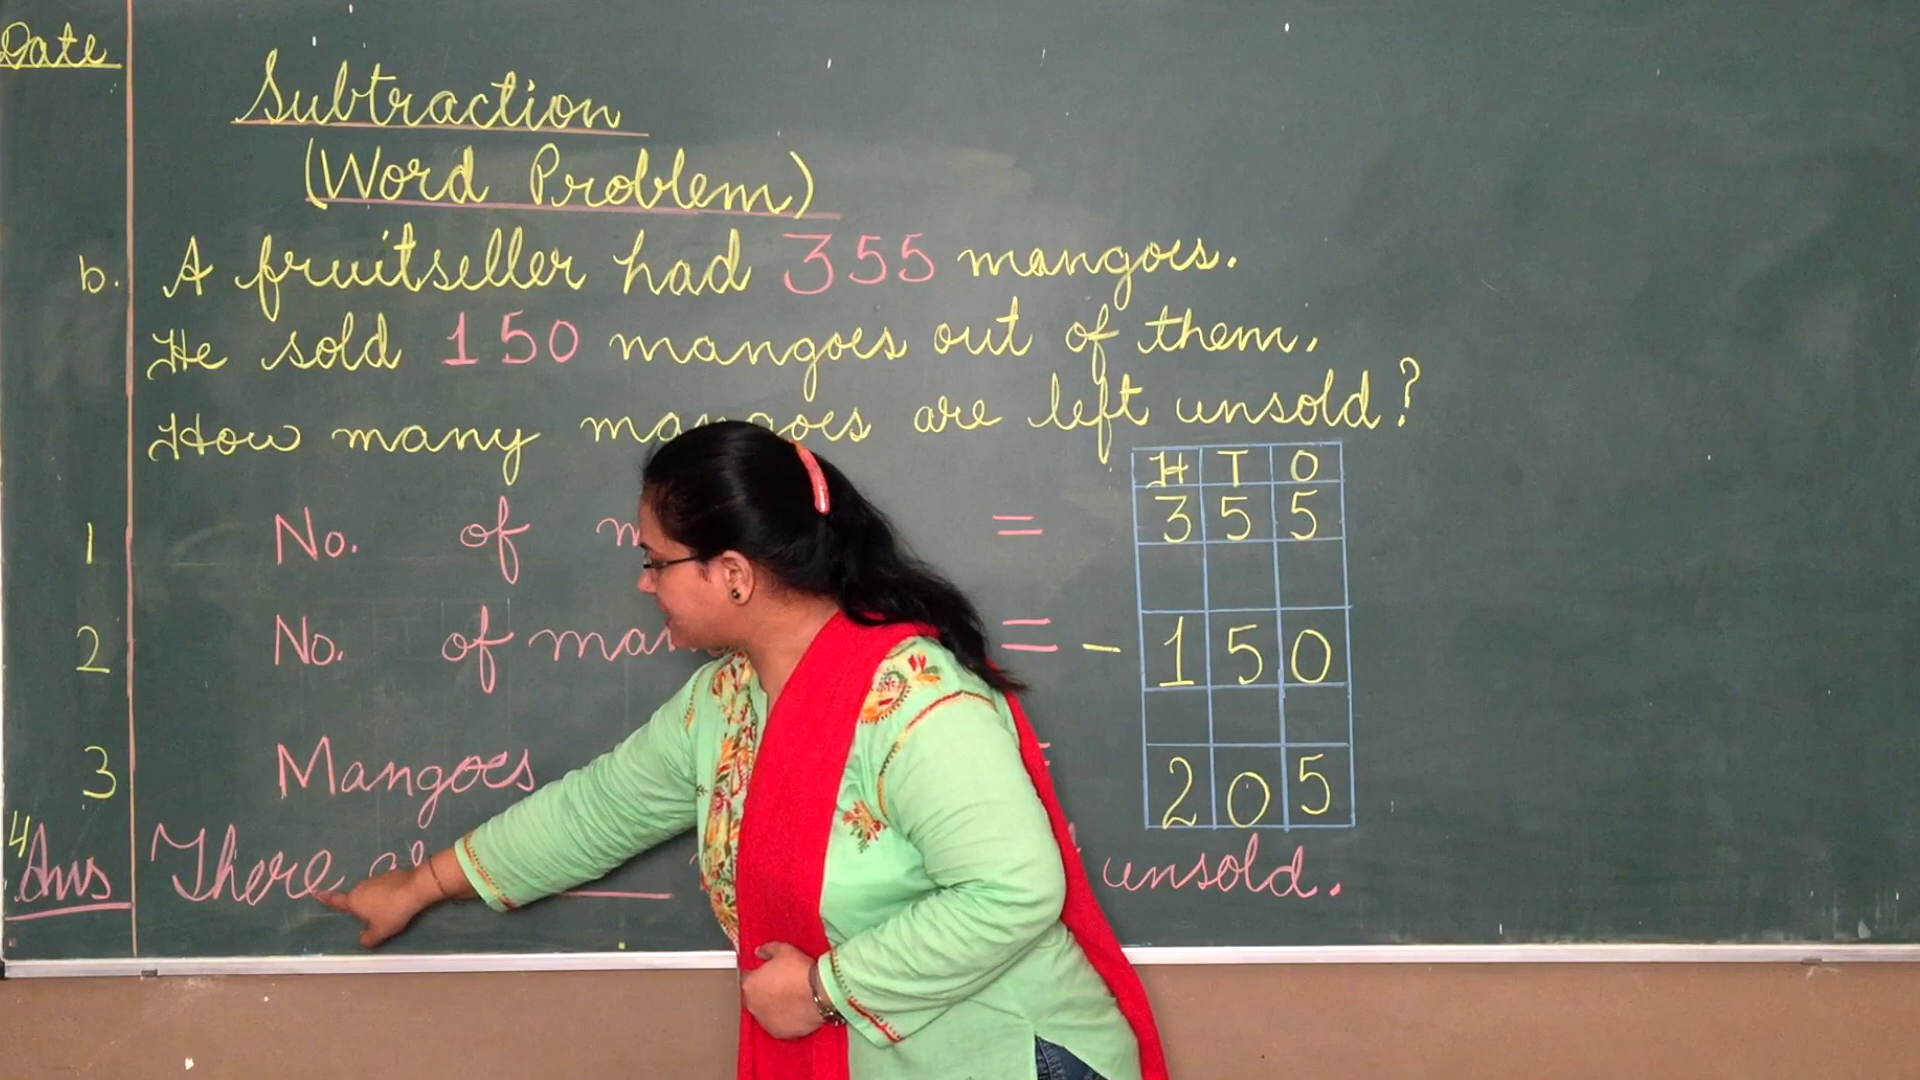 Date
Subtraction
(Word Problem)
b. A fruitseller had 355 mangoes.
He sold 150 mangoes out of them.
How many mangoes are left unsold?
H T O
1 No. of = 3 5 5
2 No. of = - 1 5 0
3 Mangoes = 2 0 5
4 Ans There unsold.